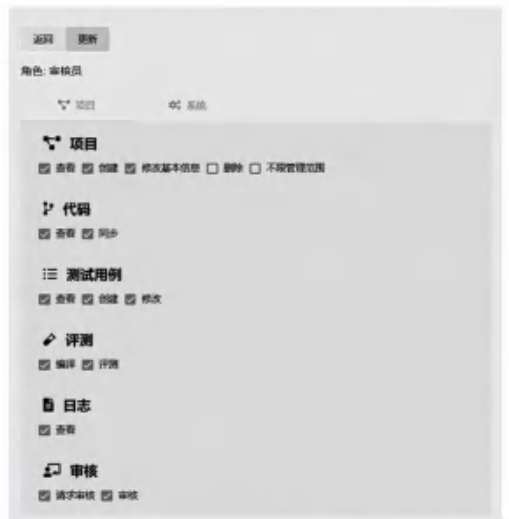 返回 更新
角色: 审核员
项目 系统
项目
查看 创建 修改基本信息 删除 不限管理范围
代码
查看 同步
测试用例
查看 创建 修改
评测
编译 评测
日志
查看
审核
请求审核 审核